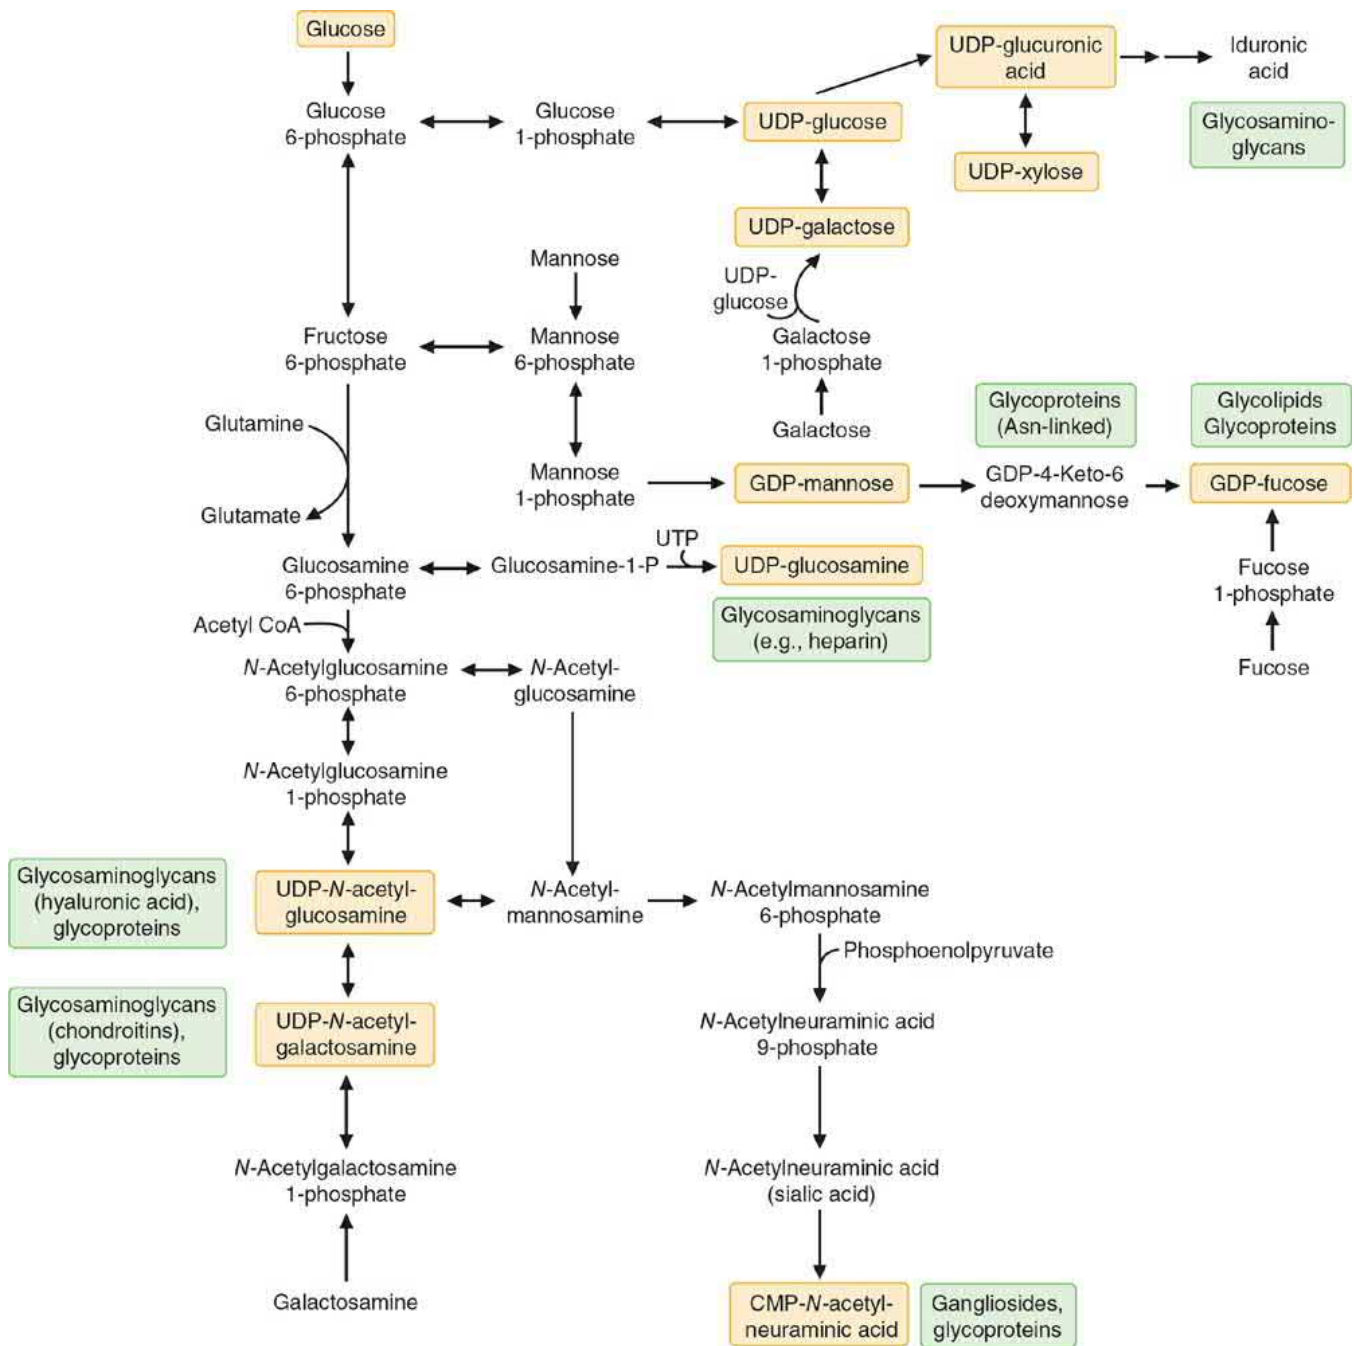 Glucose
UDP-glucuronic
acid
Iduronic
acid
Glucose
6-phosphate
Glucose
1-phosphate
UDP-glucose
Glycosamino-
glycans
UDP-xylose
UDP-galactose
Mannose
UDP-
glucose
Fructose
6-phosphate
Mannose
6-phosphate
Galactose
1-phosphate
Glutamine
Galactose
Glycoproteins
(Asn-linked)
Glycolipids
Glycoproteins
Mannose
1-phosphate
GDP-mannose
GDP-4-Keto-6
deoxymannose
GDP-fucose
Glutamate
UTP
Glucosamine
6-phosphate
Glucosamine-1-P
UDP-glucosamine
Fucose
1-phosphate
Acetyl CoA
Glycosaminoglycans
(e.g., heparin)
N-Acetylglucosamine
6-phosphate
N-Acetyl-
glucosamine
Fucose
N-Acetylglucosamine
1-phosphate
Glycosaminoglycans
(hyaluronic acid),
glycoproteins
UDP-N-acetyl-
glucosamine
N-Acetyl-
mannosamine
N-Acetylmannosamine
6-phosphate
Phosphoenolpyruvate
Glycosaminoglycans
(chondroitins),
glycoproteins
UDP-N-acetyl-
galactosamine
N-Acetylneuraminic acid
9-phosphate
N-Acetylgalactosamine
1-phosphate
N-Acetylneuraminic acid
(sialic acid)
Galactosamine
CMP-N-acetyl-
neuraminic acid
Gangliosides,
glycoproteins